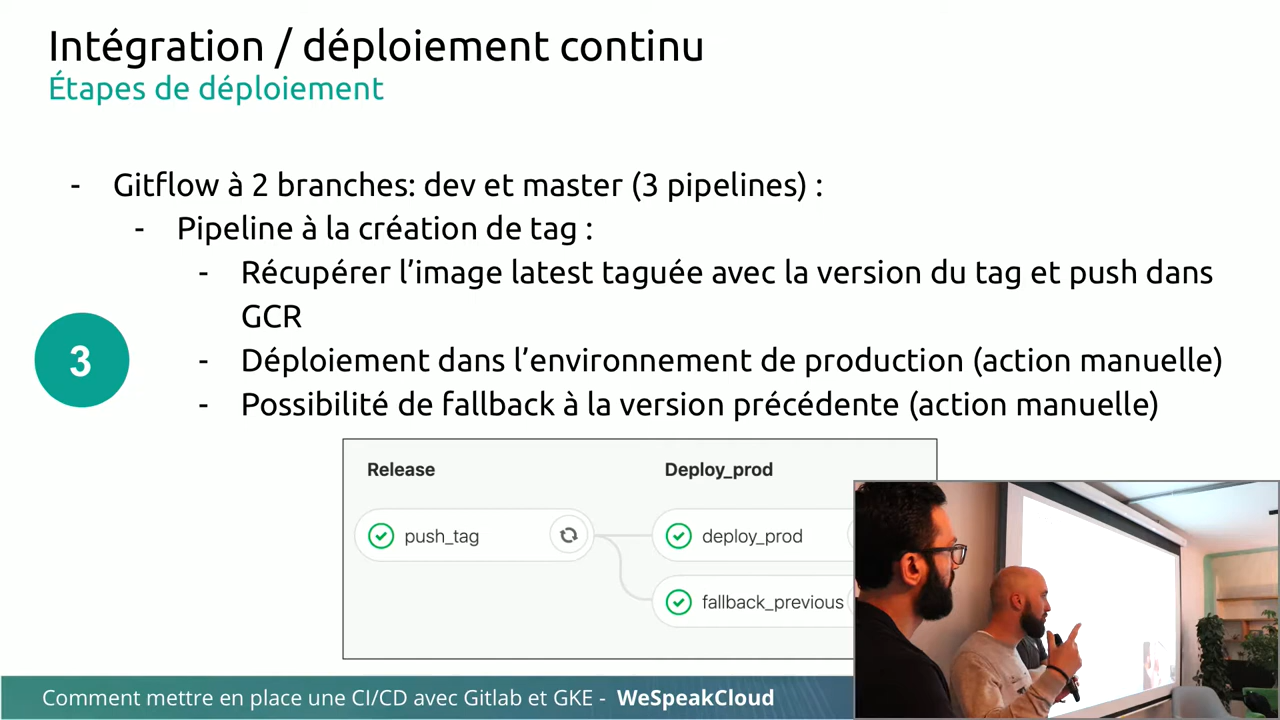 Intégration / déploiement continu
Étapes de déploiement
- Gitflow à 2 branches: dev et master (3 pipelines) :
- Pipeline à la création de tag :
- Récupérer l’image latest taguée avec la version du tag et push dans
GCR
3
- Déploiement dans l’environnement de production (action manuelle)
- Possibilité de fallback à la version précédente (action manuelle)
Release Deploy_prod
push_tag deploy_prod
fallback_previous
Comment mettre en place une CI/CD avec Gitlab et GKE - WeSpeakCloud